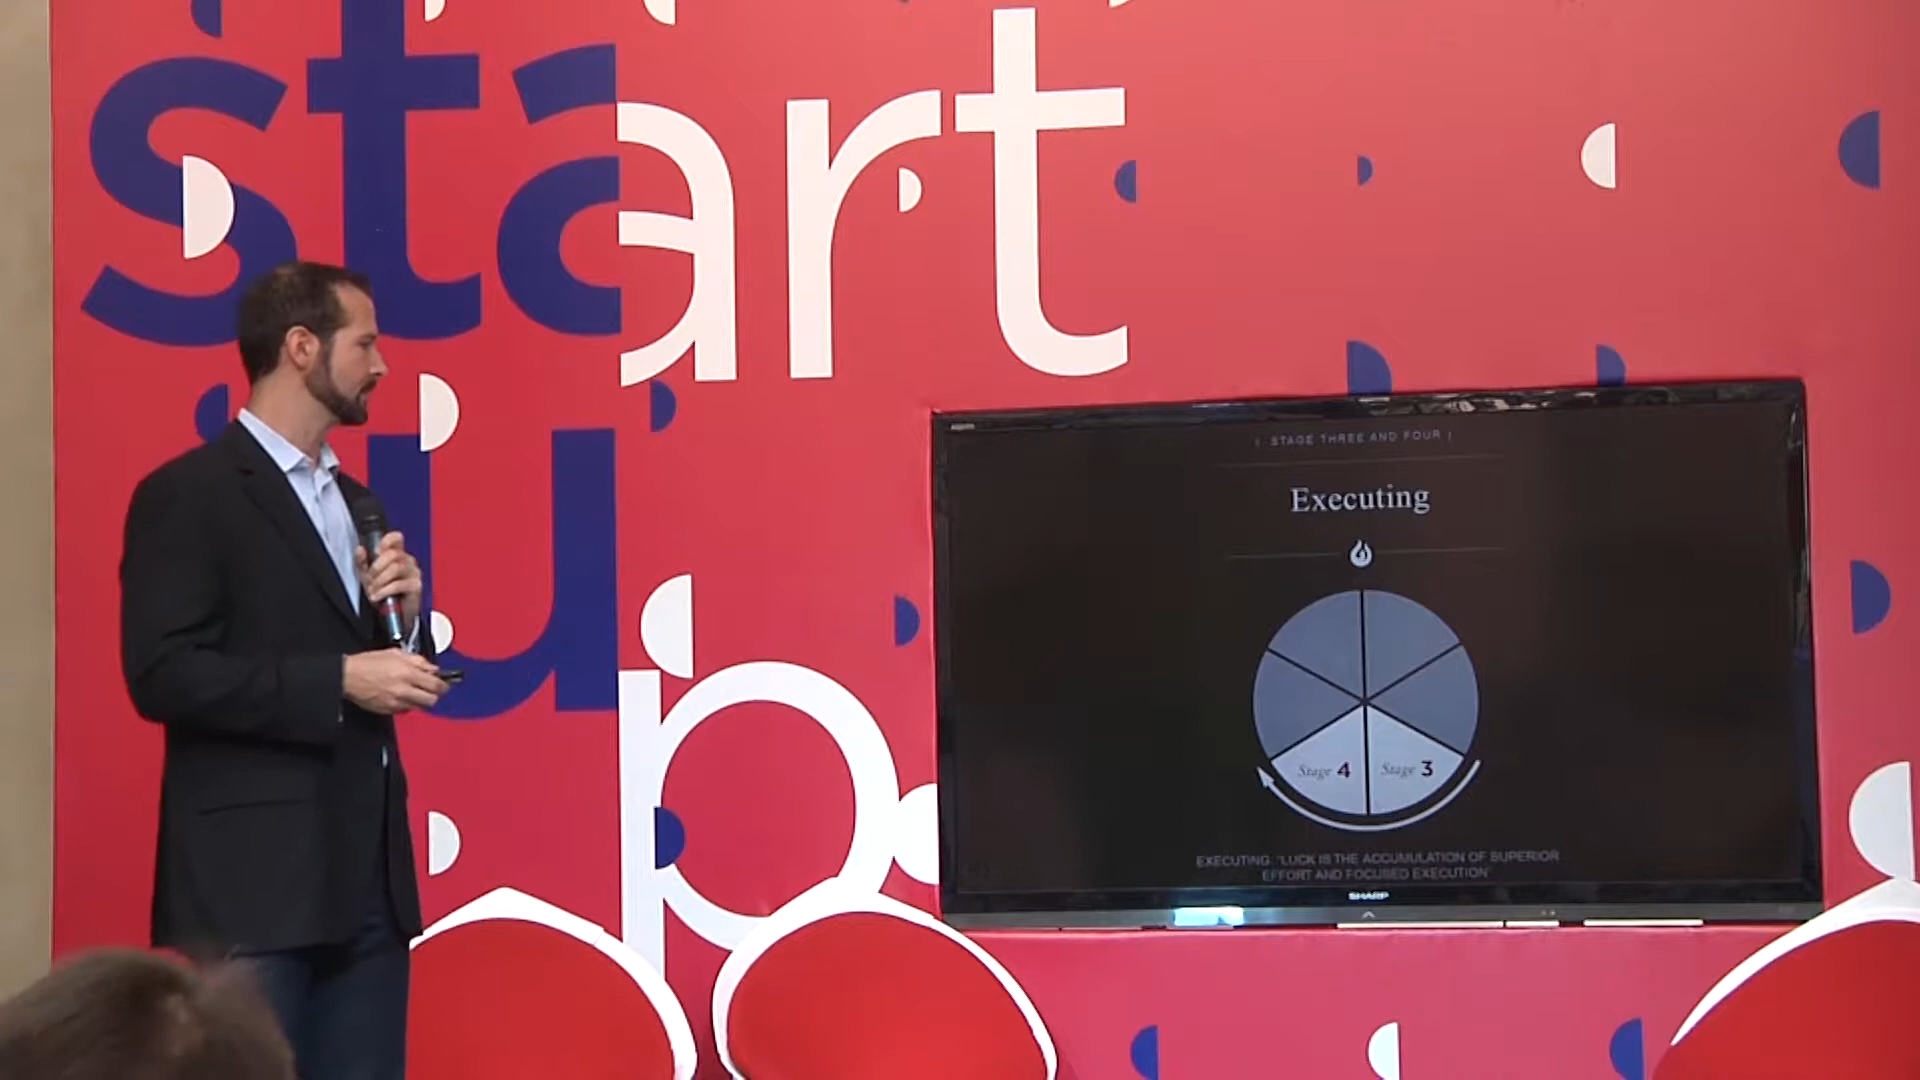 start
up
( STAGE THREE AND FOUR )
Executing
Stage 4
Stage 3
EXECUTING: "LUCK IS THE ACCUMULATION OF SUPERIOR
EFFORT AND FOCUSED EXECUTION"
SHARP